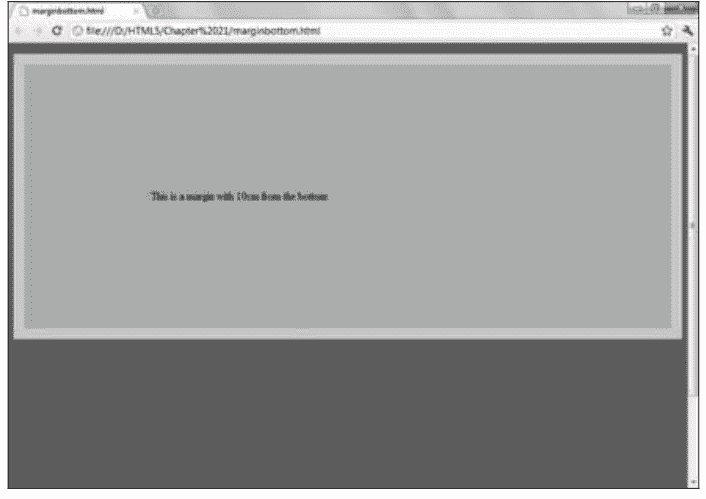 marginbottom.html
file:///D:/HTML5/Chapter%2021/marginbottom.html
This is a margin with 10cm from the bottom